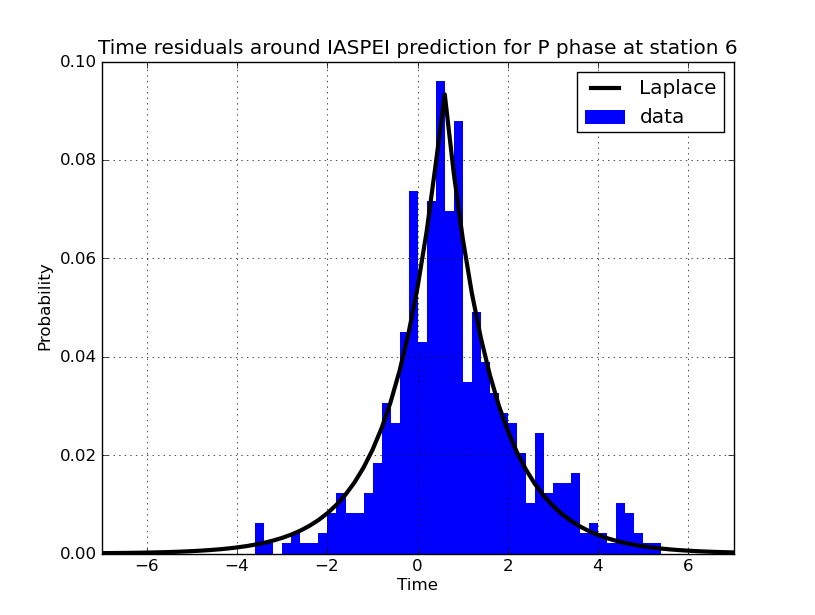 Time residuals around IASPEI prediction for P phase at station 6
Laplace
data
0.10
0.08
0.06
0.04
0.02
0.00
Probability
−6 −4 −2 0 2 4 6
Time